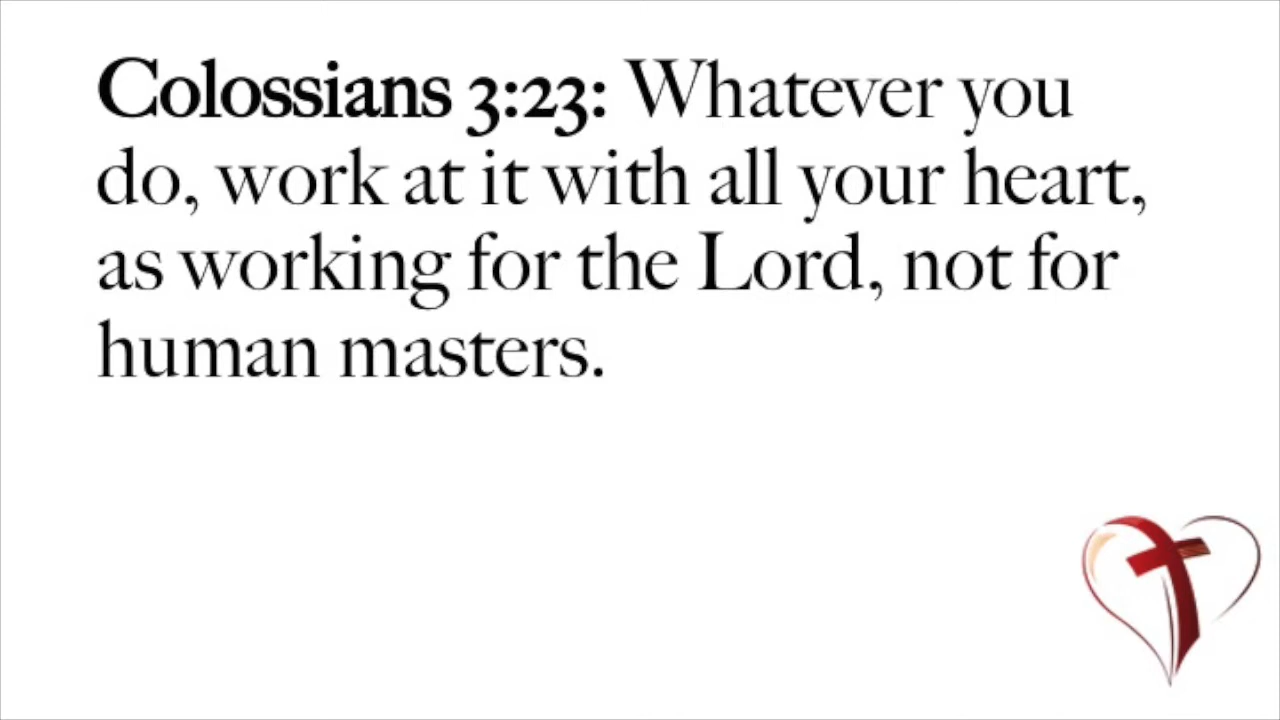 Colossians 3:23: Whatever you
do, work at it with all your heart,
as working for the Lord, not for
human masters.